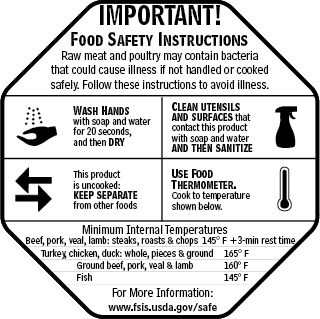 IMPORTANT!
FOOD SAFETY INSTRUCTIONS
Raw meat and poultry may contain bacteria
that could cause illness if not handled or cooked
safely. Follow these instructions to avoid illness.
WASH HANDS
with soap and water
for 20 seconds,
and then DRY
CLEAN UTENSILS
AND SURFACES that
contact this product
with soap and water
AND THEN SANITIZE
This product
is uncooked:
KEEP SEPARATE
from other foods
USE FOOD
THERMOMETER.
Cook to temperature
shown below.
Minimum Internal Temperatures
Beef, pork, veal, lamb: steaks, roasts & chops 145° F +3-min rest time
Turkey, chicken, duck: whole, pieces & ground 165° F
Ground beef, pork, veal & lamb 160° F
Fish 145° F
For More Information:
www.fsis.usda.gov/safe